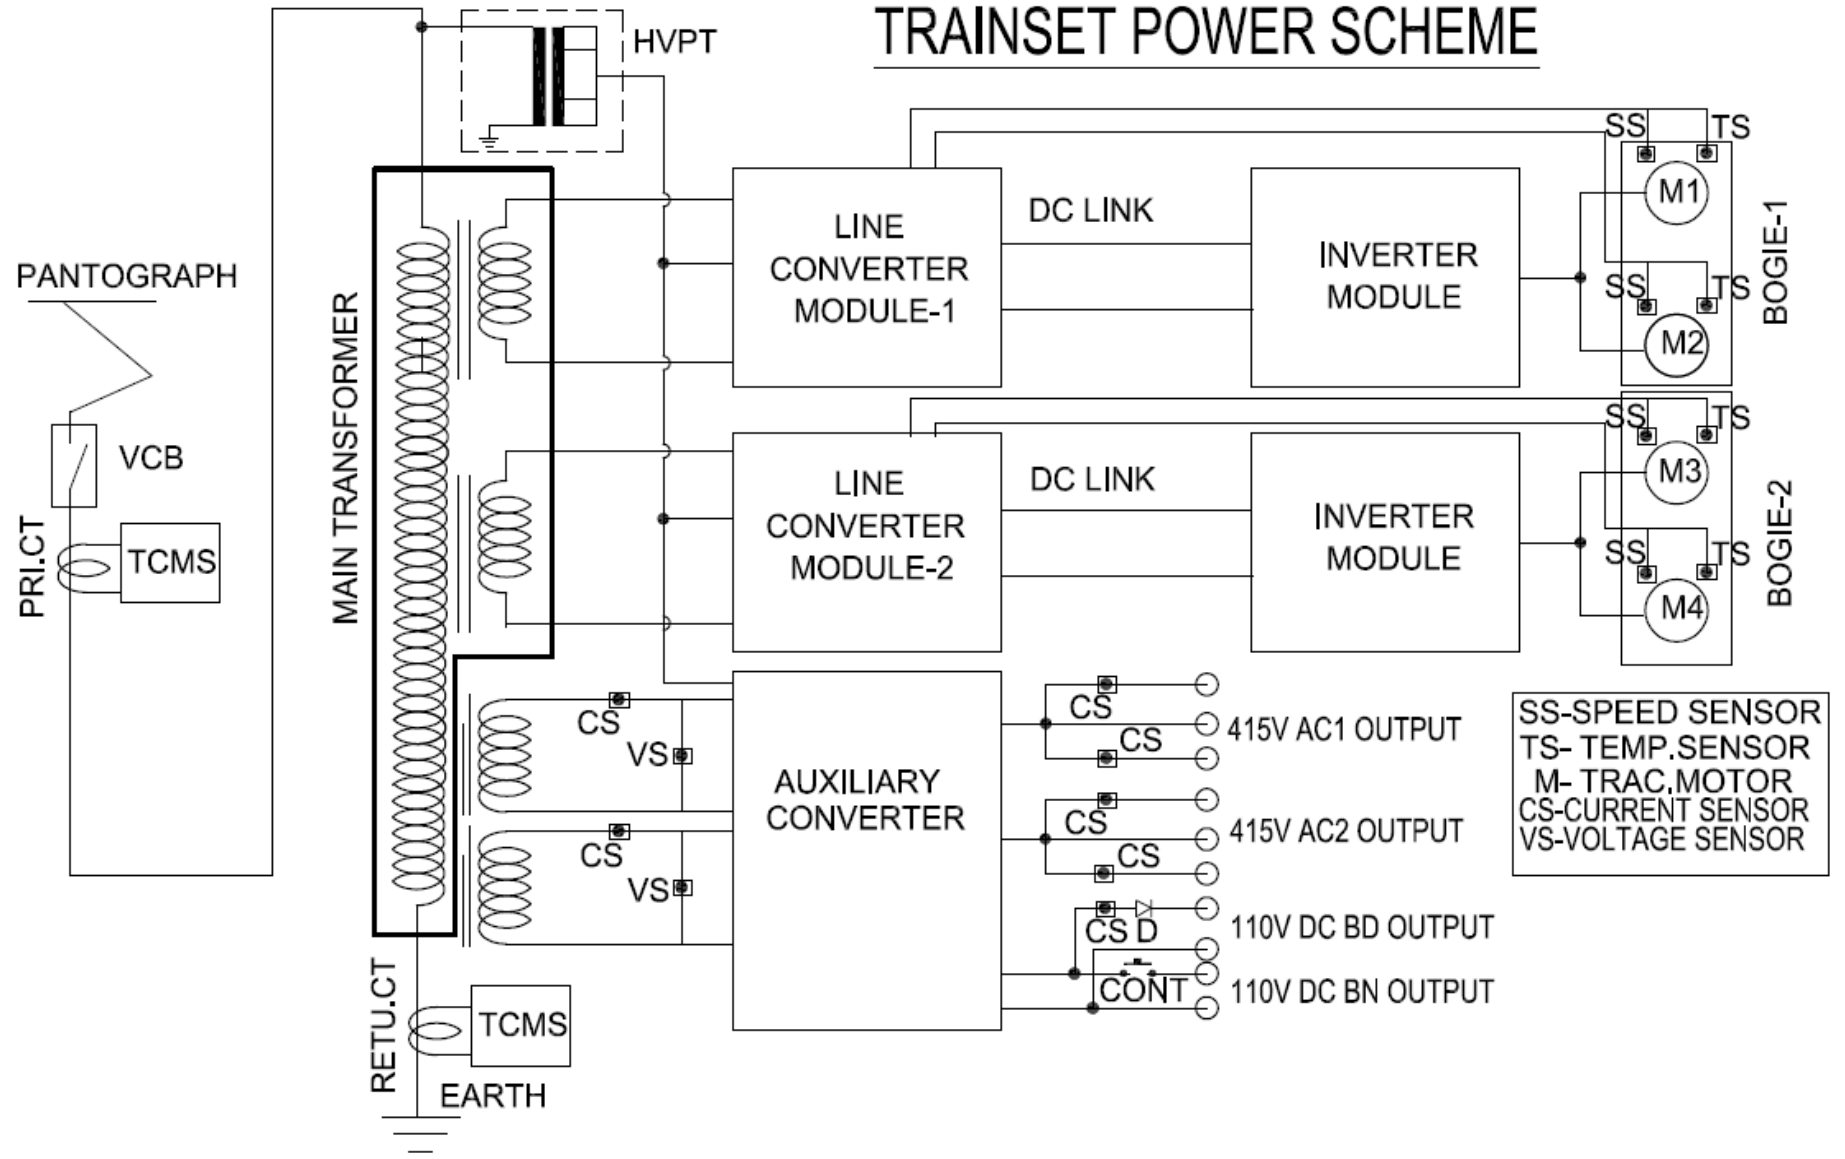 TRAINSET POWER SCHEME
HVPT
PANTOGRAPH
VCB
PRI.CT
TCMS
MAIN TRANSFORMER
LINE
CONVERTER
MODULE-1
DC LINK
INVERTER
MODULE
SS
TS
M1
SS
TS
M2
BOGIE-1
LINE
CONVERTER
MODULE-2
DC LINK
INVERTER
MODULE
SS
TS
M3
SS
TS
M4
BOGIE-2
CS
VS
CS
VS
AUXILIARY
CONVERTER
CS
CS
415V AC1 OUTPUT
CS
CS
415V AC2 OUTPUT
CS D
110V DC BD OUTPUT
CONT
110V DC BN OUTPUT
SS-SPEED SENSOR
TS- TEMP.SENSOR
M- TRAC.MOTOR
CS-CURRENT SENSOR
VS-VOLTAGE SENSOR
RETU.CT
TCMS
EARTH